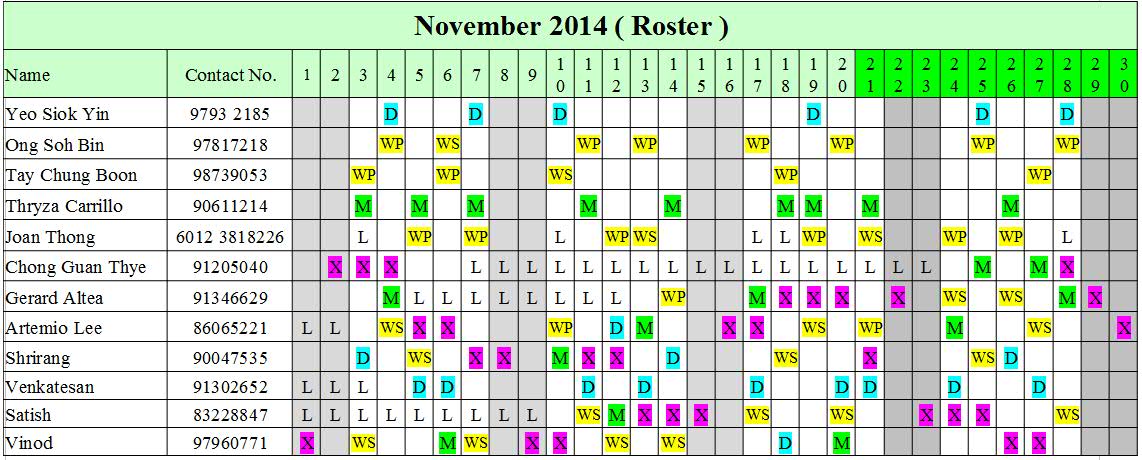 November 2014 ( Roster )
Name Contact No. 1 2 3 4 5 6 7 8 9 10 11 12 13 14 15 16 17 18 19 20 21 22 23 24 25 26 27 28 29 30
Yeo Siok Yin 9793 2185 D D D D D D
Ong Soh Bin 97817218 WP WS WP WP WP WP WP WP
Tay Chung Boon 98739053 WP WP WS WP WP
Thryza Carrillo 90611214 M M M M M M M M M
Joan Thong 6012 3818226 L WP WP L WP WS L L WP WS WP WP L
Chong Guan Thye 91205040 X X X L L L L L L L L L L L L L L L L L M M X
Gerard Altea 91346629 M L L L L L L L L WP M X X X X WS WS M X
Artemio Lee 86065221 L L WS X X WP D M X X WS WP M WS X
Shrirang 90047535 D WS X X M X X D WS X WS D
Venkatesan 91302652 L L L D D D D D D D D D
Satish 83228847 L L L L L L L L L WS M X X X WS WS X X X WS
Vinod 97960771 X WS M WS X X WS WS D M X X